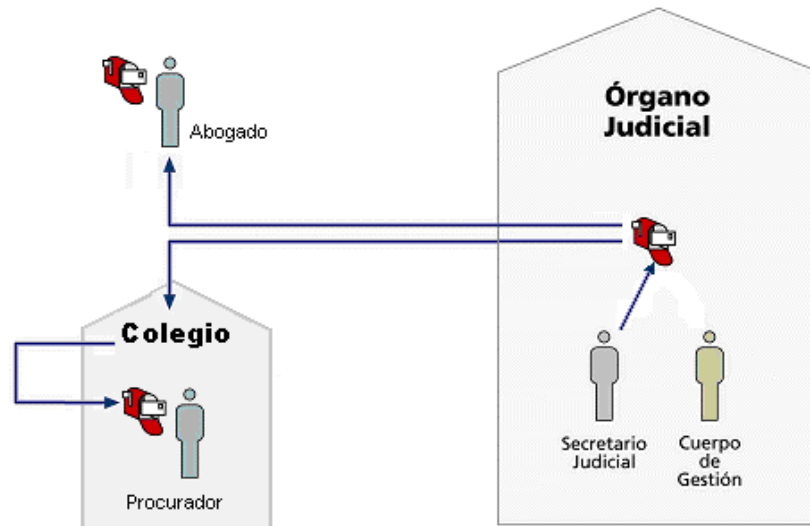 Abogado
Órgano
Judicial
Colegio
Procurador
Secretario
Judicial
Cuerpo
de
Gestión